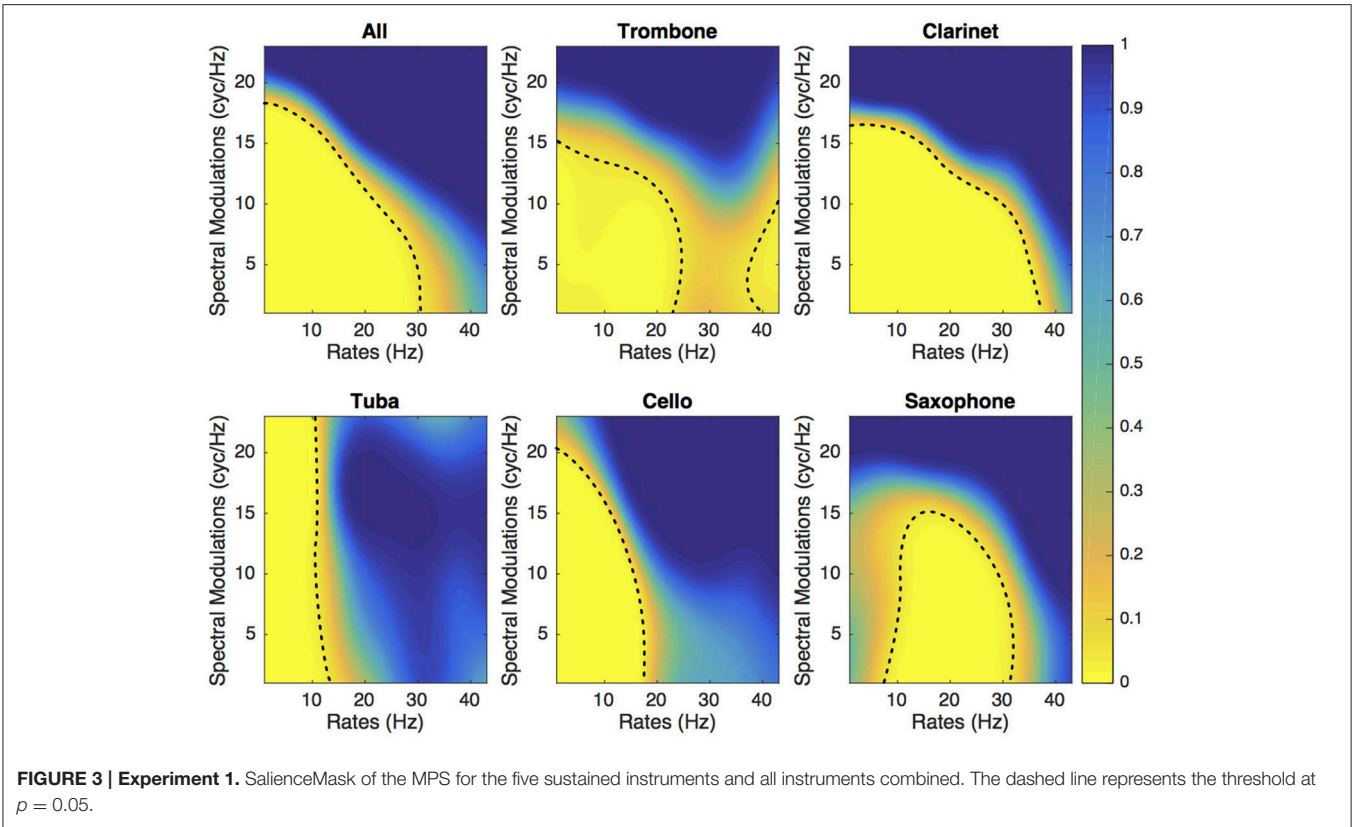 All
Trombone
Clarinet
Spectral Modulations (cyc/Hz)
20
15
10
5
10 20 30 40
Rates (Hz)
Spectral Modulations (cyc/Hz)
20
15
10
5
10 20 30 40
Rates (Hz)
Spectral Modulations (cyc/Hz)
20
15
10
5
10 20 30 40
Rates (Hz)
1
0.9
0.8
0.7
0.6
0.5
0.4
0.3
0.2
0.1
0
Tuba
Cello
Saxophone
Spectral Modulations (cyc/Hz)
20
15
10
5
10 20 30 40
Rates (Hz)
Spectral Modulations (cyc/Hz)
20
15
10
5
10 20 30 40
Rates (Hz)
Spectral Modulations (cyc/Hz)
20
15
10
5
10 20 30 40
Rates (Hz)
FIGURE 3 | Experiment 1. SalienceMask of the MPS for the five sustained instruments and all instruments combined. The dashed line represents the threshold at
p = 0.05.